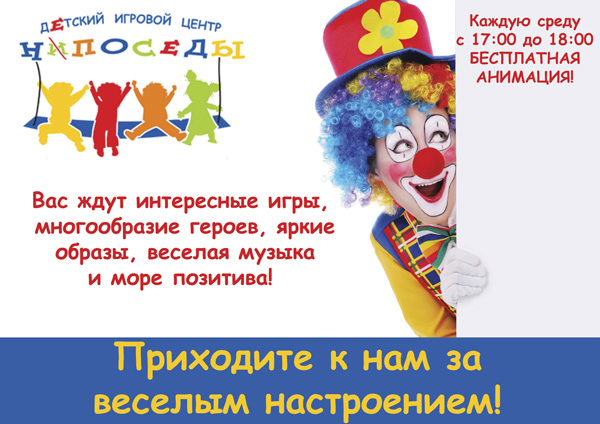 ДЕТСКИЙ ИГРОВОЙ ЦЕНТР
НИПОСЕДЫ
Каждую среду
с 17:00 до 18:00
БЕСПЛАТНАЯ
АНИМАЦИЯ!
Вас ждут интересные игры,
многообразие героев, яркие
образы, веселая музыка
и море позитива!
Приходите к нам за
веселым настроением!